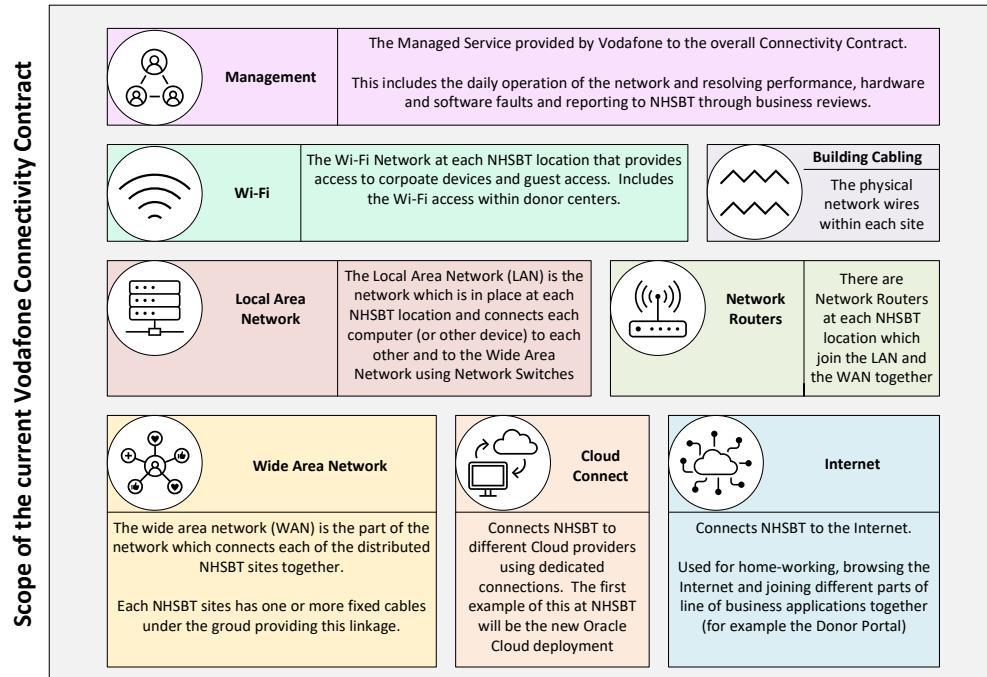 Scope of the current Vodafone Connectivity Contract
Management
The Managed Service provided by Vodafone to the overall Connectivity Contract.
This includes the daily operation of the network and resolving performance, hardware
and software faults and reporting to NHSBT through business reviews.
Wi-Fi
The Wi-Fi Network at each NHSBT location that provides
access to corpoate devices and guest access.  Includes
the Wi-Fi access within donor centers.
Building Cabling
The physical
network wires
within each site
Local Area
Network
The Local Area Network (LAN) is the
network which is in place at each
NHSBT location and connects each
computer (or other device) to each
other and to the Wide Area
Network using Network Switches
Network
Routers
There are
Network Routers
at each NHSBT
location which
join the LAN and
the WAN together
Wide Area Network
The wide area network (WAN) is the part of the
network which connects each of the distributed
NHSBT sites together.
Each NHSBT sites has one or more fixed cables
under the groud providing this linkage.
Cloud
Connect
Connects NHSBT to
different Cloud providers
using dedicated
connections.  The first
example of this at NHSBT
will be the new Oracle
Cloud deployment
Internet
Connects NHSBT to the Internet.
Used for home-working, browsing the
Internet and joining different parts of
line of business applications together
(for example the Donor Portal)